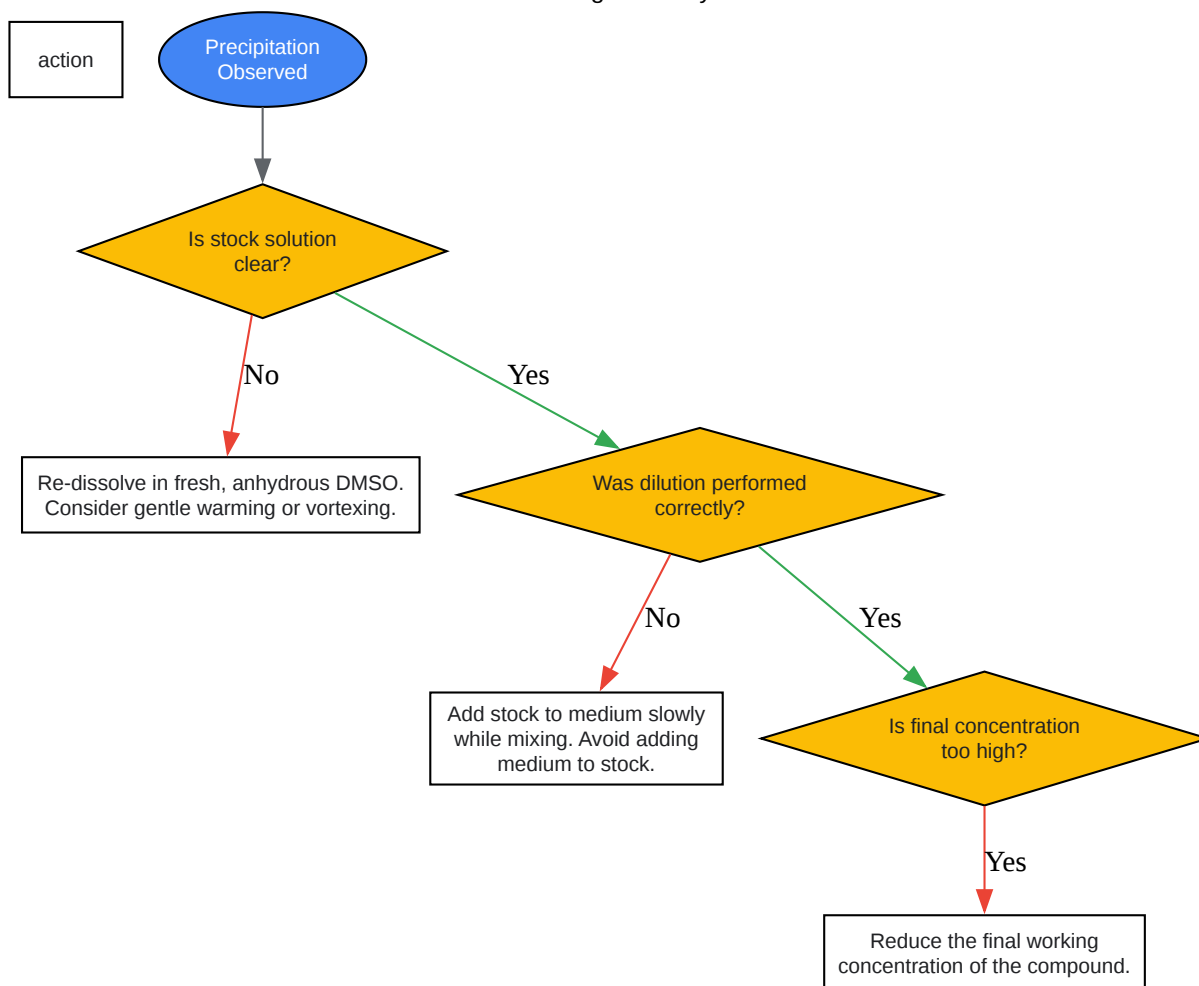 action
Precipitation
Observed
Is stock solution
clear?
No
Yes
Re-dissolve in fresh, anhydrous DMSO.
Consider gentle warming or vortexing.
Was dilution performed
correctly?
No
Yes
Add stock to medium slowly
while mixing. Avoid adding
medium to stock.
Is final concentration
too high?
Yes
Reduce the final working
concentration of the compound.